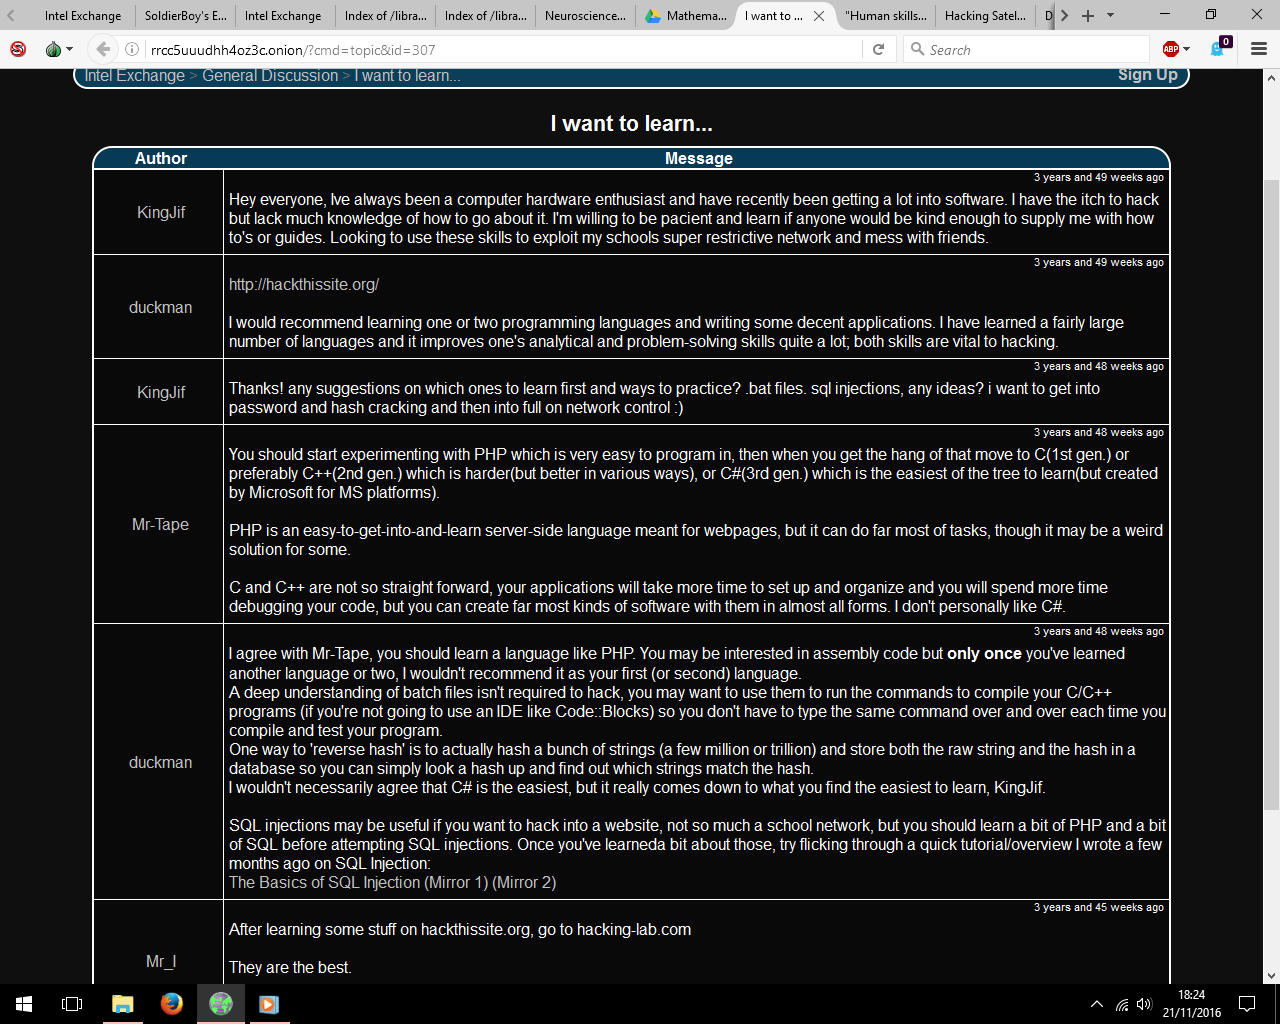 Intel Exchange
SoldierBoy's E...
Intel Exchange
Index of /libra...
Index of /libra...
Neuroscience...
Mathema...
I want to ...
"Human skills...
Hacking Satel...
D
rrcc5uuudhh4oz3c.onion/?cmd=topic&id=307
Search
ABP
0
Intel Exchange > General Discussion > I want to learn...
Sign Up
I want to learn...
Author
Message
3 years and 49 weeks ago
KingJif
Hey everyone, Ive always been a computer hardware enthusiast and have recently been getting a lot into software. I have the itch to hack
but lack much knowledge of how to go about it. I'm willing to be pacient and learn if anyone would be kind enough to supply me with how
to's or guides. Looking to use these skills to exploit my schools super restrictive network and mess with friends.
3 years and 49 weeks ago
duckman
http://hackthissite.org/
I would recommend learning one or two programming languages and writing some decent applications. I have learned a fairly large
number of languages and it improves one's analytical and problem-solving skills quite a lot; both skills are vital to hacking.
3 years and 48 weeks ago
KingJif
Thanks! any suggestions on which ones to learn first and ways to practice? .bat files. sql injections, any ideas? i want to get into
password and hash cracking and then into full on network control :)
3 years and 48 weeks ago
Mr-Tape
You should start experimenting with PHP which is very easy to program in, then when you get the hang of that move to C(1st gen.) or
preferably C++(2nd gen.) which is harder(but better in various ways), or C#(3rd gen.) which is the easiest of the tree to learn(but created
by Microsoft for MS platforms).
PHP is an easy-to-get-into-and-learn server-side language meant for webpages, but it can do far most of tasks, though it may be a weird
solution for some.
C and C++ are not so straight forward, your applications will take more time to set up and organize and you will spend more time
debugging your code, but you can create far most kinds of software with them in almost all forms. I don't personally like C#.
3 years and 48 weeks ago
duckman
I agree with Mr-Tape, you should learn a language like PHP. You may be interested in assembly code but only once you've learned
another language or two, I wouldn't recommend it as your first (or second) language.
A deep understanding of batch files isn't required to hack, you may want to use them to run the commands to compile your C/C++
programs (if you're not going to use an IDE like Code::Blocks) so you don't have to type the same command over and over each time you
compile and test your program.
One way to 'reverse hash' is to actually hash a bunch of strings (a few million or trillion) and store both the raw string and the hash in a
database so you can simply look a hash up and find out which strings match the hash.
I wouldn't necessarily agree that C# is the easiest, but it really comes down to what you find the easiest to learn, KingJif.
SQL injections may be useful if you want to hack into a website, not so much a school network, but you should learn a bit of PHP and a bit
of SQL before attempting SQL injections. Once you've learneda bit about those, try flicking through a quick tutorial/overview I wrote a few
months ago on SQL Injection:
The Basics of SQL Injection (Mirror 1) (Mirror 2)
3 years and 45 weeks ago
Mr_I
After learning some stuff on hackthissite.org, go to hacking-lab.com
They are the best.
18:24
21/11/2016